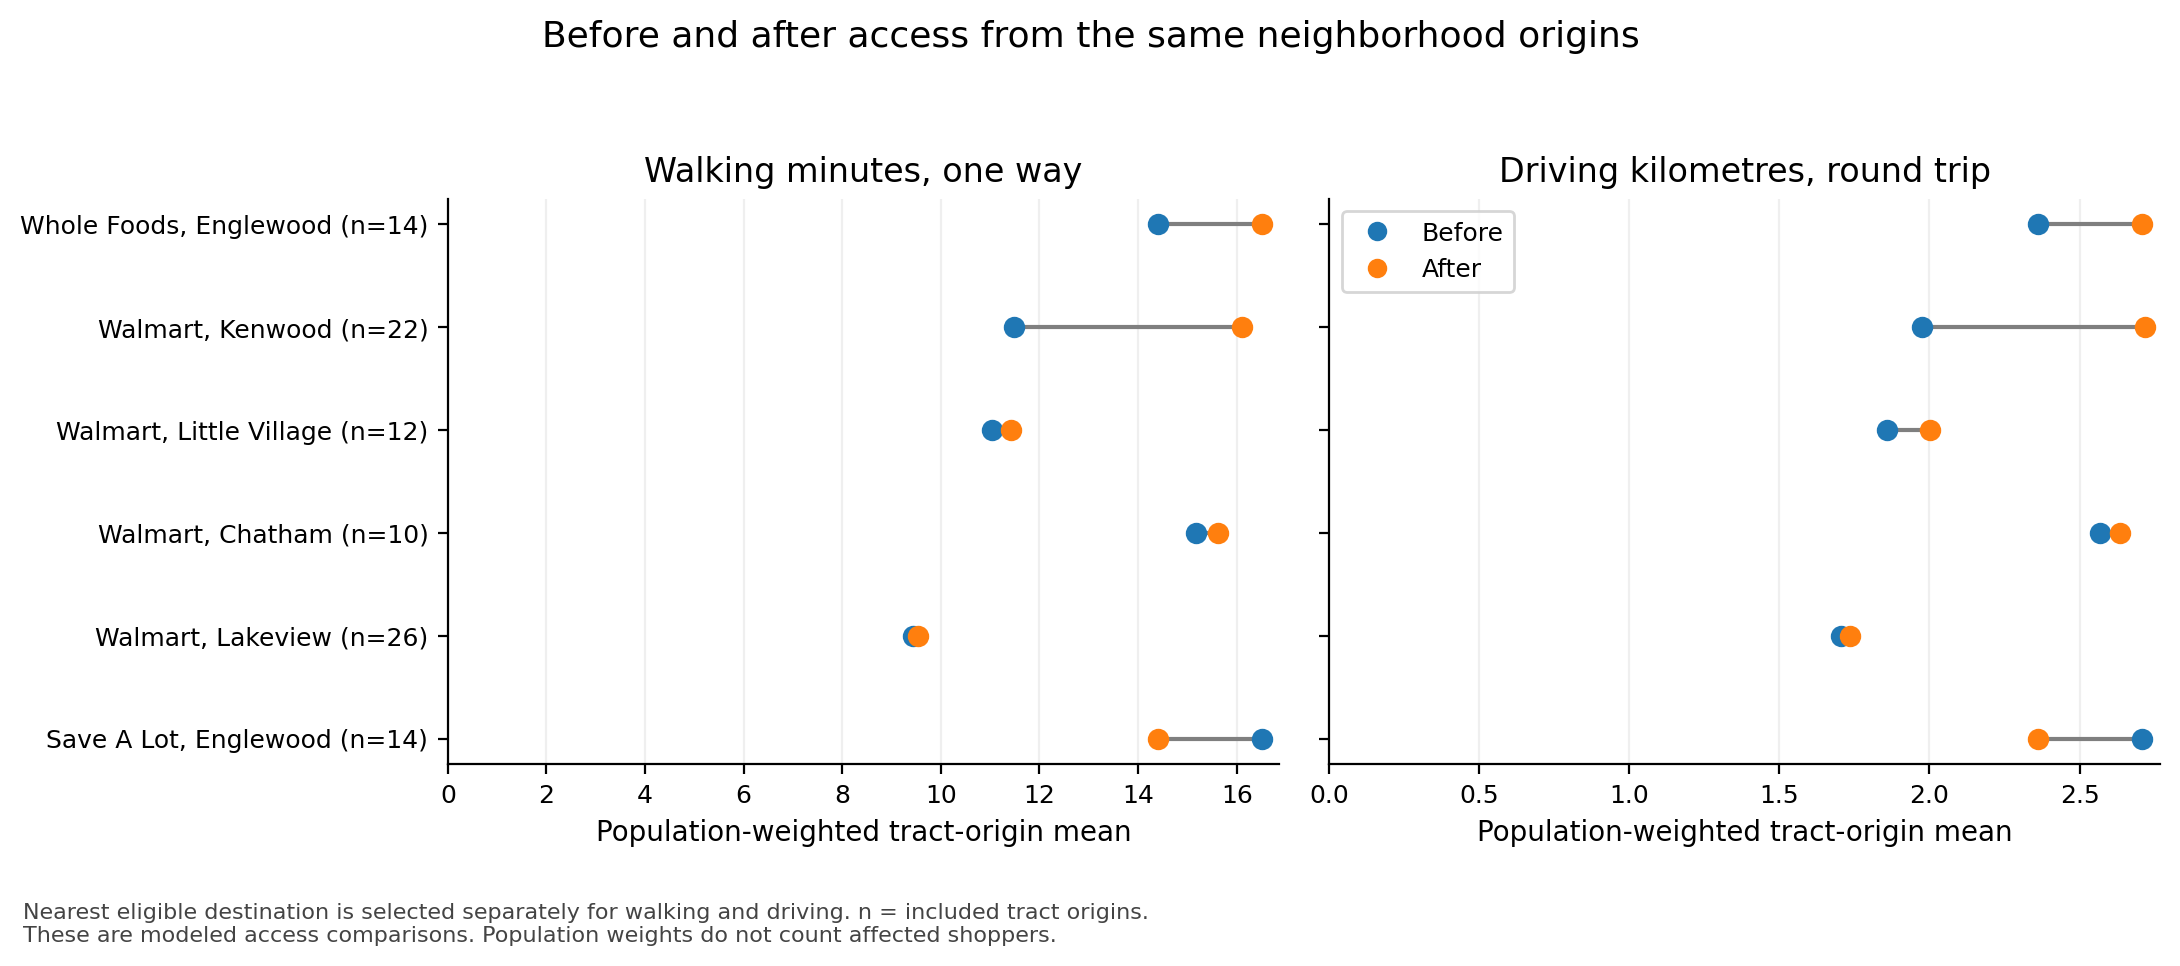 Before and after access from the same neighborhood origins
Walking minutes, one way
Driving kilometres, round trip
Whole Foods, Englewood (n=14)
Walmart, Kenwood (n=22)
Walmart, Little Village (n=12)
Walmart, Chatham (n=10)
Walmart, Lakeview (n=26)
Save A Lot, Englewood (n=14)
Before
After
0 2 4 6 8 10 12 14 16
0.0 0.5 1.0 1.5 2.0 2.5
Population-weighted tract-origin mean
Population-weighted tract-origin mean
Nearest eligible destination is selected separately for walking and driving. n = included tract origins.
These are modeled access comparisons. Population weights do not count affected shoppers.